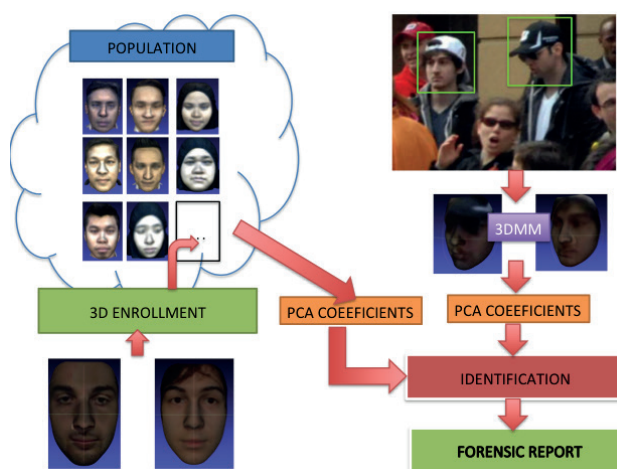 POPULATION
3DMM
3D ENROLLMENT
PCA COEEFICIENTS
PCA COEEFICIENTS
IDENTIFICATION
FORENSIC REPORT